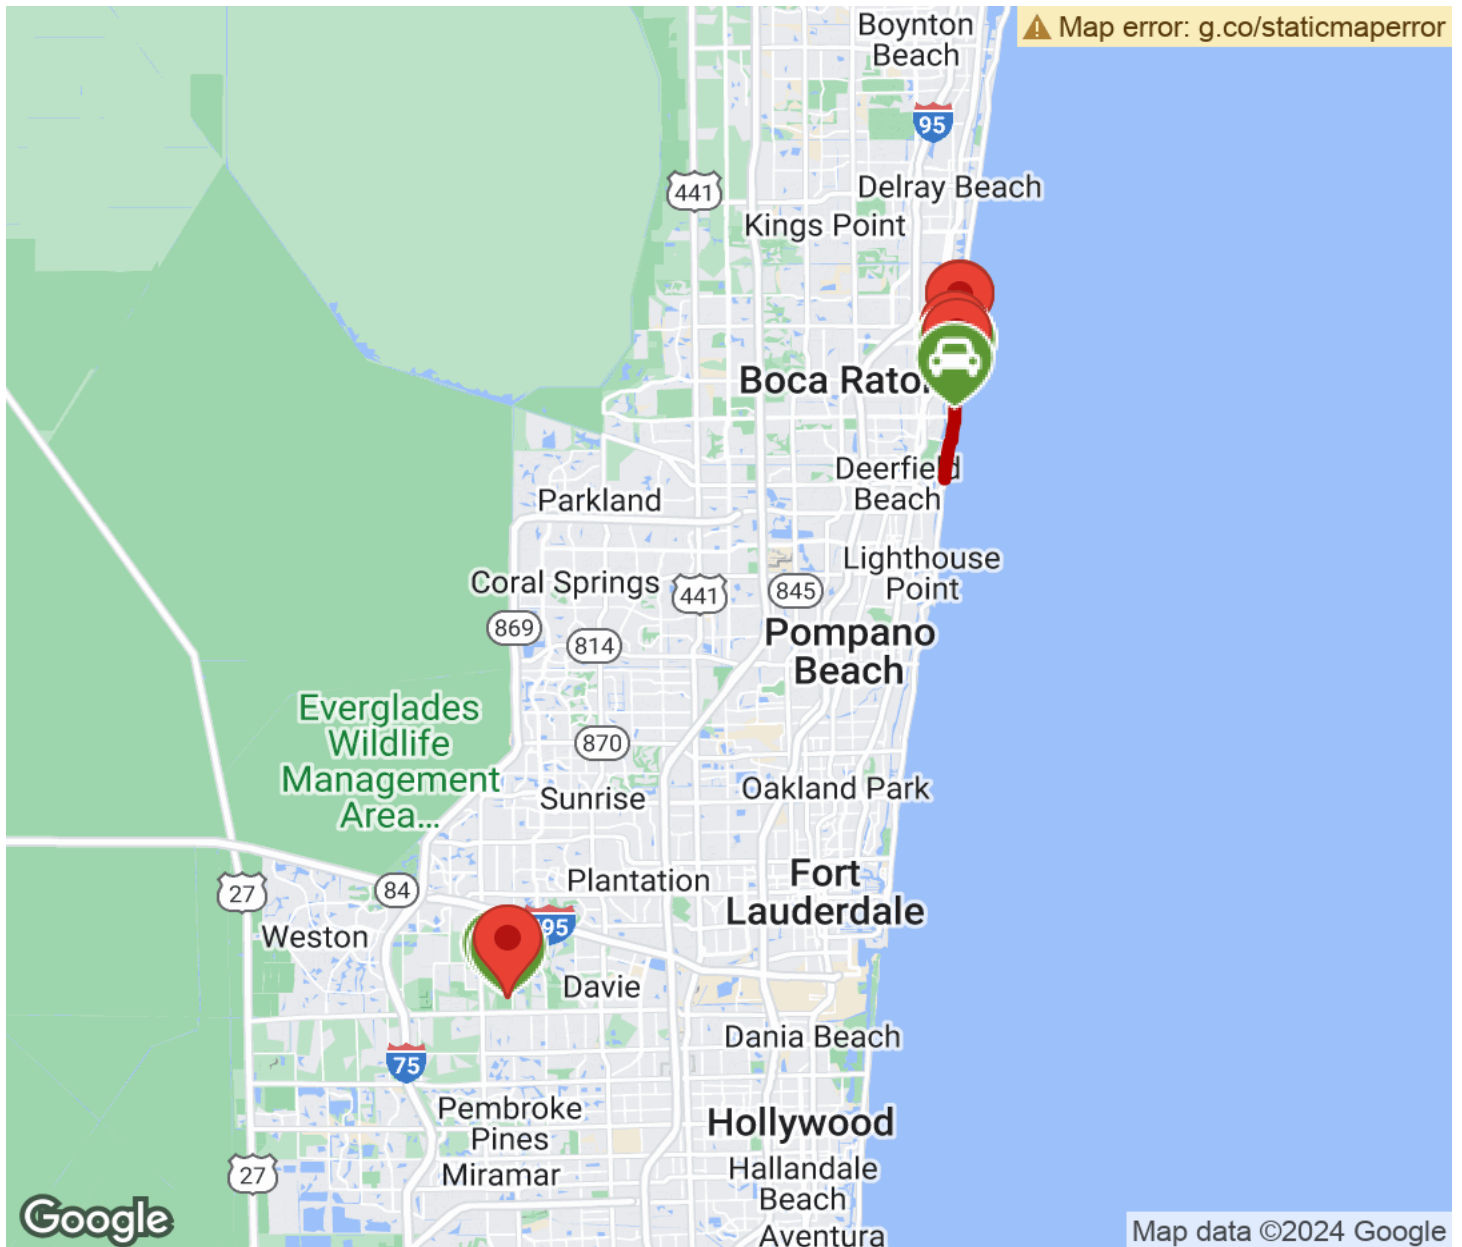 Boynton
Beach
Map error: g.co/staticmaperror
95
Delray Beach
441
Kings Point
Boca Rato
Deerfield
Beach
Parkland
Lighthouse
Point
Coral Springs
441
845
869
814
Pompano
Beach
Everglades
Wildlife
Management
Area...
870
Sunrise
Oakland Park
Plantation
Fort
Lauderdale
27
84
Weston
95
Davie
Dania Beach
75
Pembroke
Pines
Hollywood
27
Miramar
Hallandale
Beach
Aventura
Google
Map data ©2024 Google